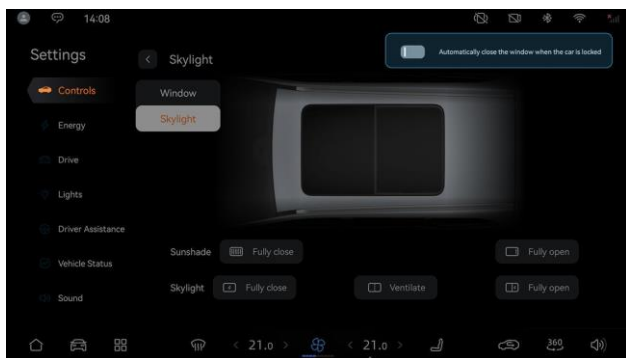 14:08
Settings
Skylight
Automatically close the window when the car is locked
Controls
Window
Skylight
Energy
Drive
Lights
Driver Assistance
Vehicle Status
Sound
Sunshade
Fully close
Fully open
Skylight
Fully close
Ventilate
Fully open
21.0
21.0
360